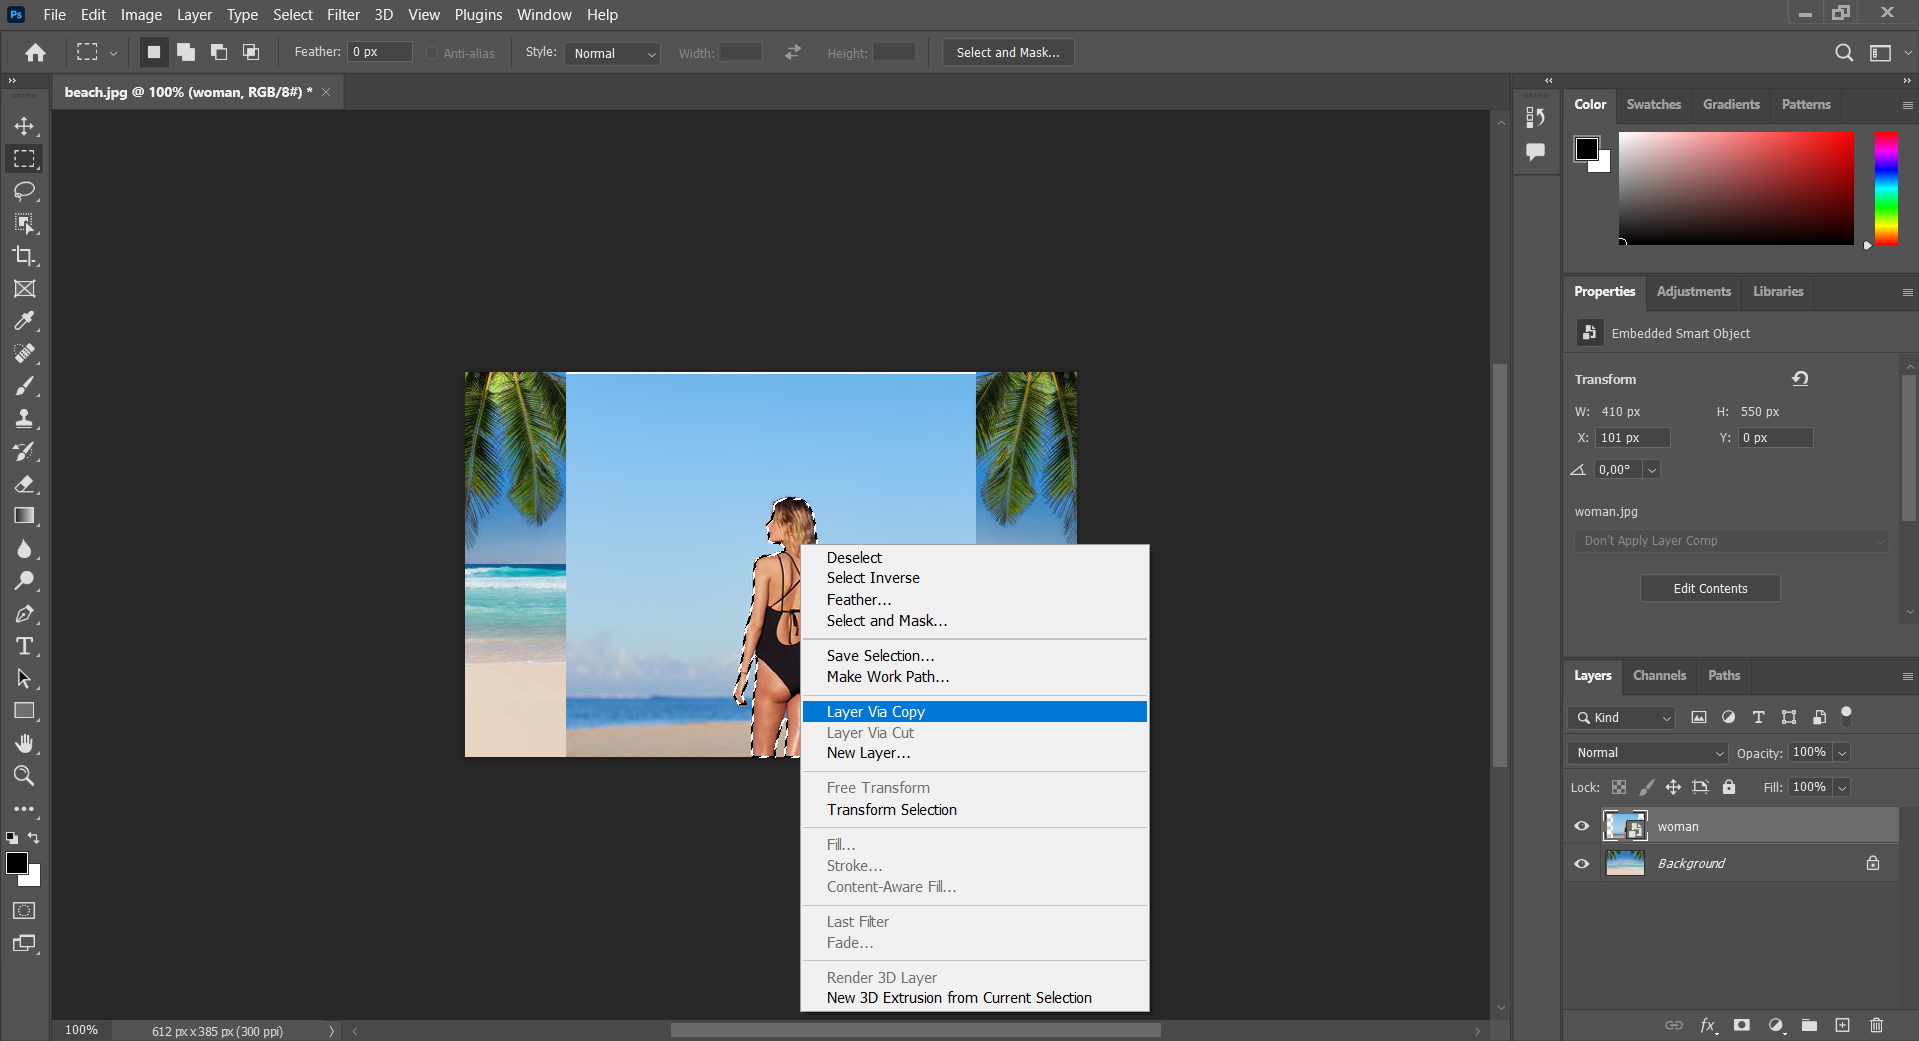 Ps File Edit Image Layer Type Select Filter 3D View Plugins Window Help
Feather: 0 px Anti-alias Style: Normal Width: Height: Select and Mask...
beach.jpg @ 100% (woman, RGB/8#) *
Color Swatches Gradients Patterns
Properties Adjustments Libraries
Embedded Smart Object
Transform
W: 410 px H: 550 px
X: 101 px Y: 0 px
0,00°
woman.jpg
Don't Apply Layer Comp
Edit Contents
Deselect
Select Inverse
Feather...
Select and Mask...
Save Selection...
Make Work Path...
Layer Via Copy
Layer Via Cut
New Layer...
Free Transform
Transform Selection
Fill...
Stroke...
Content-Aware Fill...
Last Filter
Fade...
Render 3D Layer
New 3D Extrusion from Current Selection
Layers Channels Paths
Kind
Normal Opacity: 100%
Lock: Fill: 100%
woman
Background
100% 612 px x 385 px (300 ppi)